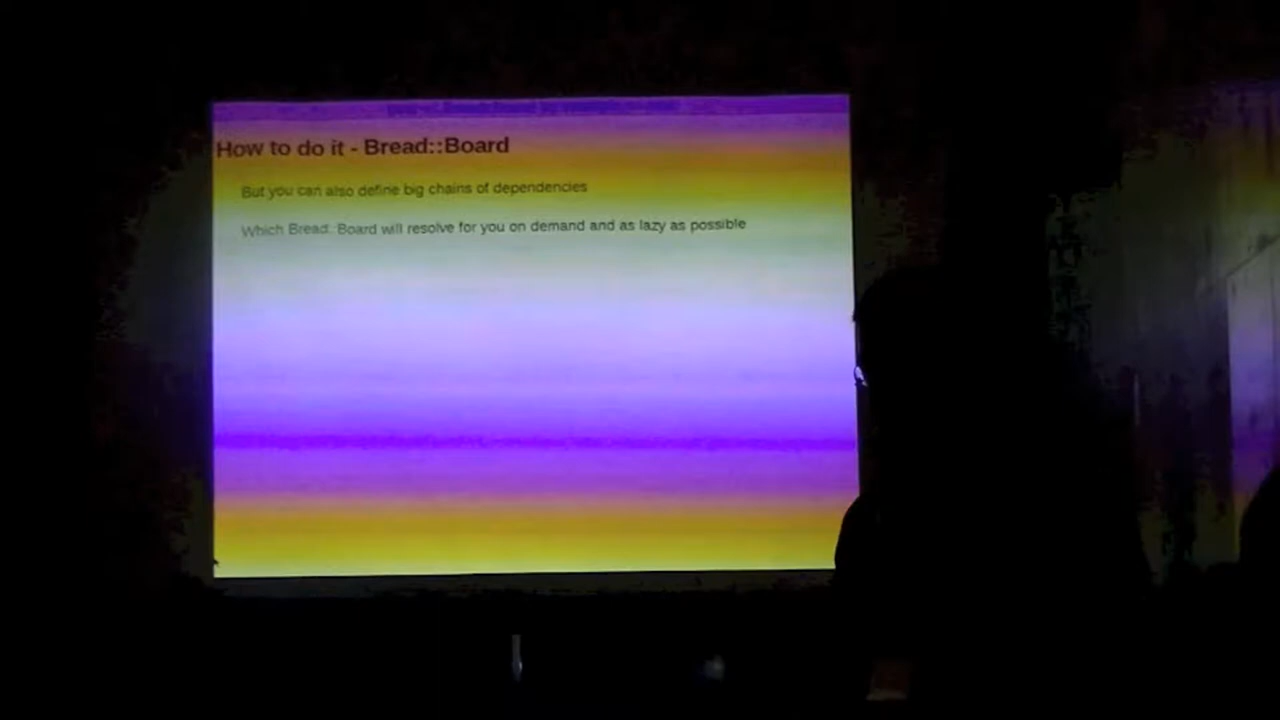 How to do it - Bread::Board
But you can also define big chains of dependencies
Which Bread::Board will resolve for you on demand and as lazy as possible